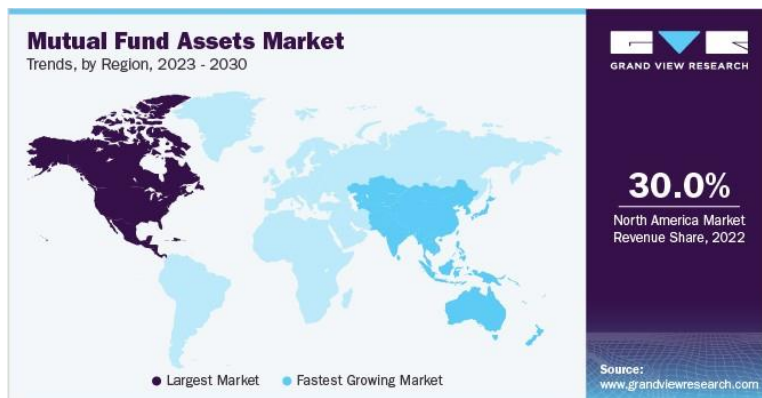 Mutual Fund Assets Market
Trends, by Region, 2023 - 2030
GRAND VIEW RESEARCH
30.0%
North America Market
Revenue Share, 2022
Largest Market
Fastest Growing Market
Source:
www.grandviewresearch.com